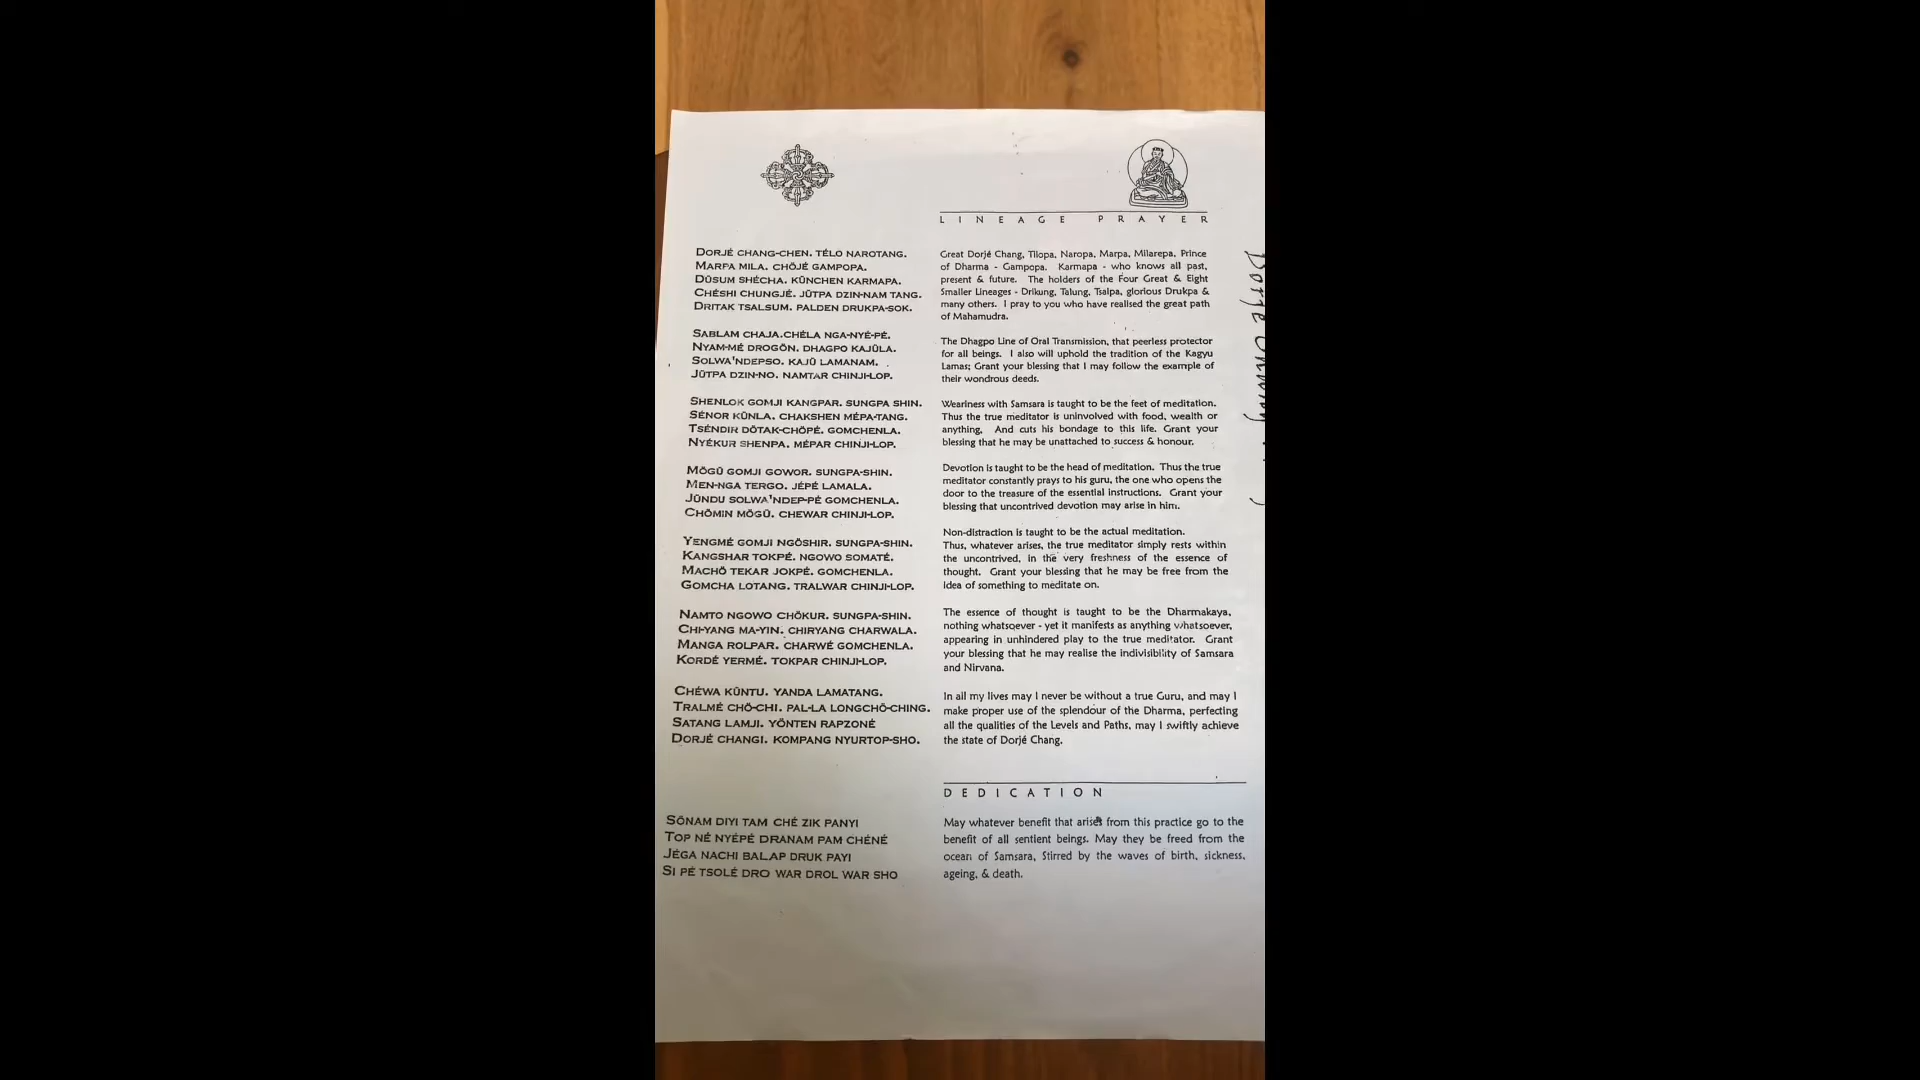 LINEAGE PRAYER
DORJÉ CHANG-CHEN. TÉLO NAROTANG.
MARPA MILA. CHÖJÉ GAMPOPA.
DÜSUM SHÉCHA. KÜNCHEN KARMAPA.
CHÉSHI CHUNGJÉ. JÜTPA DZIN-NAM TANG.
DRITAK TSALSUM. PALDEN DRUKPA-SOK.
SABLAM CHAJA.CHÉLA NGA-NYÉ-PÉ.
NYAM-MÉ DROGÖN. DHAGPO KAJÜLA.
SOLWA'NDEPSO. KAJÜ LAMANAM.
JÜTPA DZIN-NO. NAMTAR CHINJI-LOP.
SHENLOK GOMJI KANGPAR. SUNGPA SHIN.
SÉNOR KÜNLA. CHAKSHEN MÉPA-TANG.
TSÉNDIR DÖTAK-CHÖPÉ. GOMCHENLA.
NYÉKUR SHENPA. MÉPAR CHINJI-LOP.
MÖGÜ GOMJI GOWOR. SUNGPA-SHIN.
MEN-NGA TERGO. JÉPÉ LAMALA.
JÜNDU SOLWA'NDEP-PÉ GOMCHENLA.
CHÖMIN MÖGÜ. CHEWAR CHINJI-LOP.
YENGMÉ GOMJI NGÖSHIR. SUNGPA-SHIN.
KANGSHAR TOKPÉ. NGOWO SOMATÉ.
MACHÖ TEKAR JOKPÉ. GOMCHENLA.
GOMCHA LOTANG. TRALWAR CHINJI-LOP.
NAMTO NGOWO CHÖKUR. SUNGPA-SHIN.
CHI-YANG MA-YIN. CHIRYANG CHARWALA.
MANGA ROLPAR. CHARWÉ GOMCHENLA.
KORDÉ YERMÉ. TOKPAR CHINJI-LOP.
CHÉWA KÜNTU. YANDA LAMATANG.
TRALMÉ CHÖ-CHI. PAL-LA LONGCHÖ-CHING.
SATANG LAMJI. YÖNTEN RAPZONÉ
DORJÉ CHANGI. KOMPANG NYURTOP-SHO.
Great Dorjé Chang, Tilopa, Naropa, Marpa, Milarepa, Prince
of Dharma - Gampopa. Karmapa - who knows all past,
present & future. The holders of the Four Great & Eight
Smaller Lineages - Drikung, Talung, Tsalpa, glorious Drukpa &
many others. I pray to you who have realised the great path
of Mahamudra.
The Dhagpo Line of Oral Transmission, that peerless protector
for all beings. I also will uphold the tradition of the Kagyu
Lamas; Grant your blessing that I may follow the example of
their wondrous deeds.
Weariness with Samsara is taught to be the feet of meditation.
Thus the true meditator is uninvolved with food, wealth or
anything, And cuts his bondage to this life. Grant your
blessing that he may be unattached to success & honour.
Devotion is taught to be the head of meditation. Thus the true
meditator constantly prays to his guru, the one who opens the
door to the treasure of the essential instructions. Grant your
blessing that uncontrived devotion may arise in him.
Non-distraction is taught to be the actual meditation.
Thus, whatever arises, the true meditator simply rests within
the uncontrived, in the very freshness of the essence of
thought. Grant your blessing that he may be free from the
idea of something to meditate on.
The essence of thought is taught to be the Dharmakaya,
nothing whatsoever - yet it manifests as anything whatsoever,
appearing in unhindered play to the true meditator. Grant
your blessing that he may realise the indivisibility of Samsara
and Nirvana.
In all my lives may I never be without a true Guru, and may I
make proper use of the splendour of the Dharma, perfecting
all the qualities of the Levels and Paths, may I swiftly achieve
the state of Dorjé Chang.
DEDICATION
SÖNAM DIYI TAM CHÉ ZIK PANYI
TOP NÉ NYÉPÉ DRANAM PAM CHÉNÉ
JÉGA NACHI BALAP DRUK PAYI
SI PÉ TSOLÉ DRO WAR DROL WAR SHO
May whatever benefit that arises from this practice go to the
benefit of all sentient beings. May they be freed from the
ocean of Samsara, Stirred by the waves of birth, sickness,
ageing, & death.